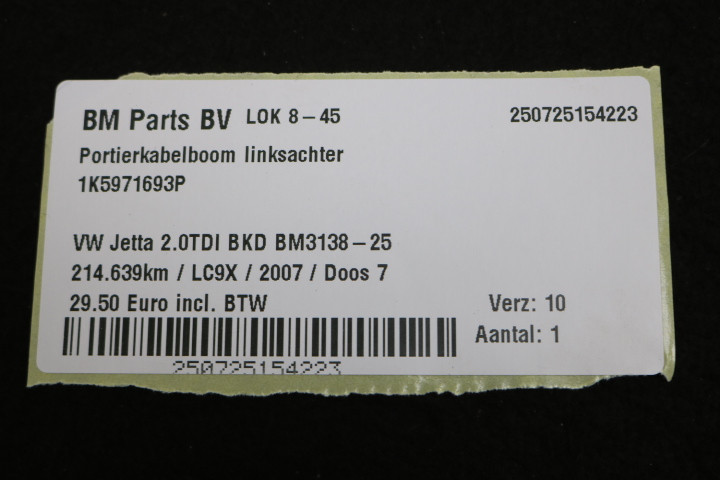 BM Parts BV LOK 8-45 250725154223
Portierkabelboom linksachter
1K5971693P
VW Jetta 2.0TDI BKD BM3138-25
214.639km / LC9X / 2007 / Doos 7
29.50 Euro incl. BTW Verz: 10
Aantal: 1
250725154223